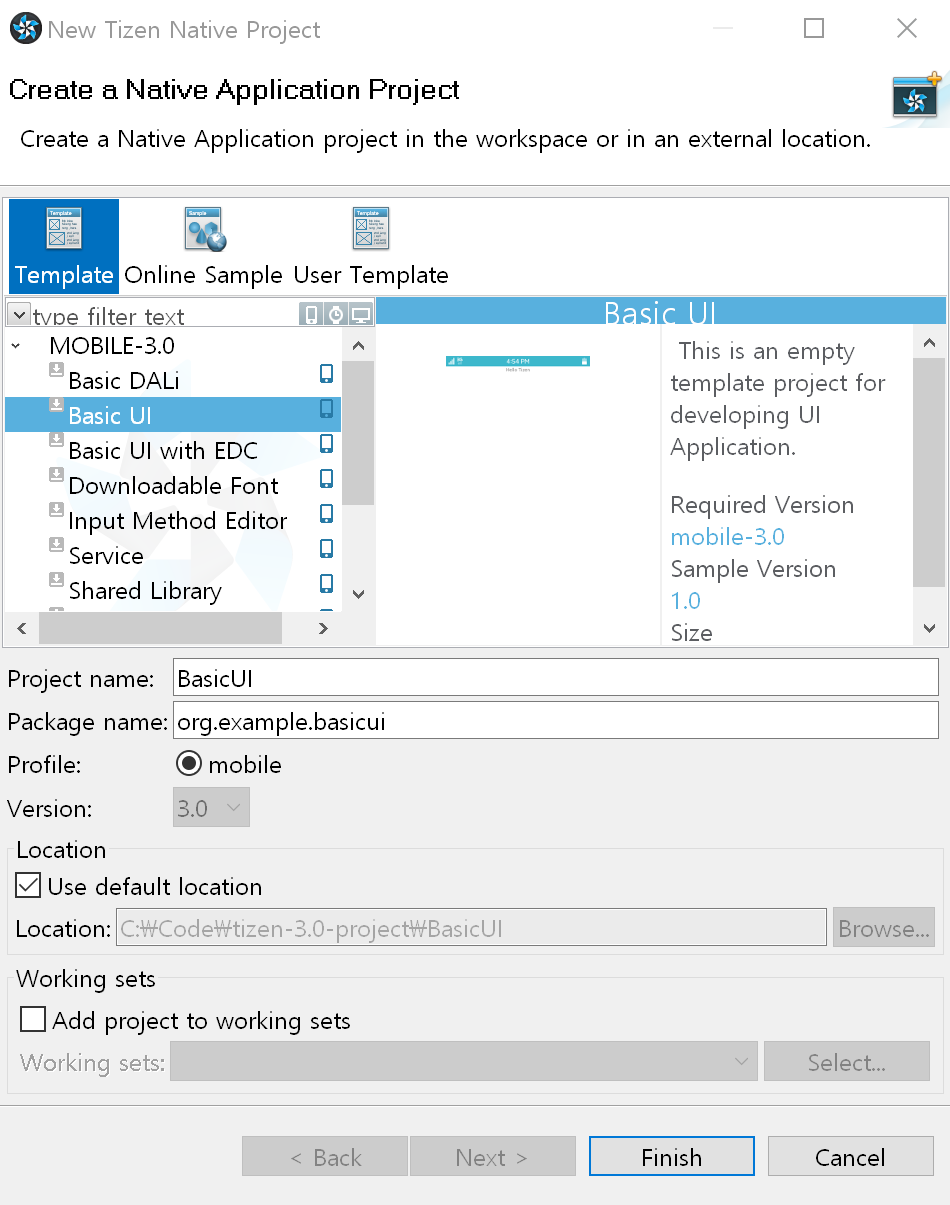 New Tizen Native Project
Create a Native Application Project
Create a Native Application project in the workspace or in an external location.
Template
Online Sample
User Template
type filter text
MOBILE-3.0
Basic DALi
Basic UI
Basic UI with EDC
Downloadable Font
Input Method Editor
Service
Shared Library
Basic UI
4:54 PM
Hello Tizen
This is an empty
template project for
developing UI
Application.
Required Version
mobile-3.0
Sample Version
1.0
Size
Project name: BasicUI
Package name: org.example.basicui
Profile: mobile
Version: 3.0
Location
Use default location
Location: C:₩Code₩tizen-3.0-project₩BasicUI Browse...
Working sets
Add project to working sets
Working sets: Select...
< Back Next > Finish Cancel